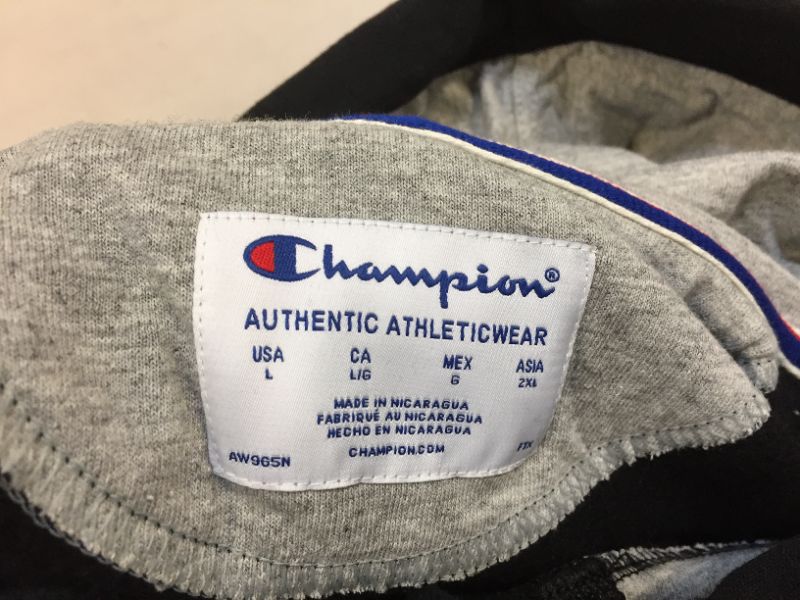 Champion®
AUTHENTIC ATHLETICWEAR
USA CA MEX ASIA
L L/G G 2XL
MADE IN NICARAGUA
FABRIQUÉ AU NICARAGUA
HECHO EN NICARAGUA
AW965N CHAMPION.COM FTX